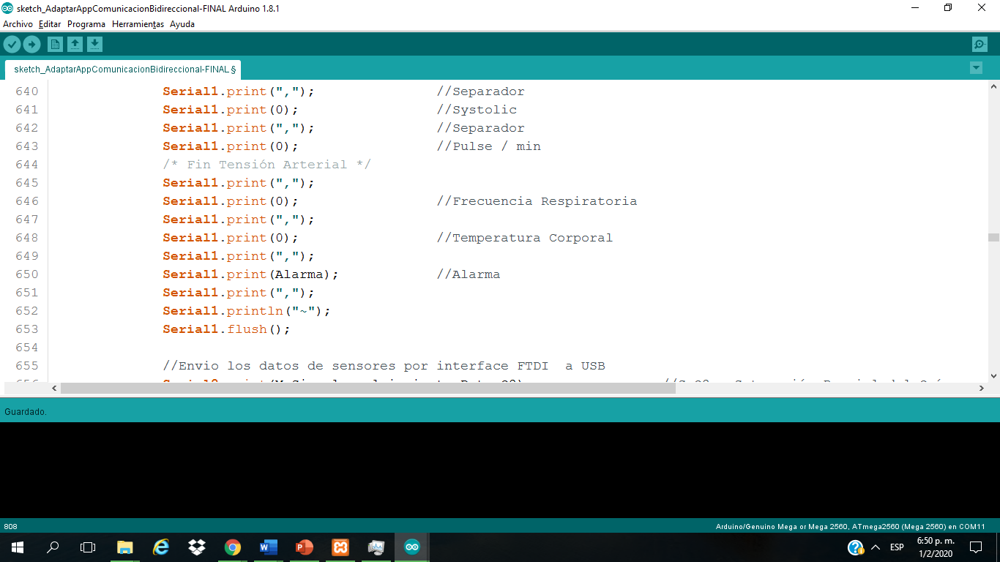 sketch_AdaptarAppComunicacionBidireccional-FINAL Arduino 1.8.1
Archivo Editar Programa Herramientas Ayuda
sketch_AdaptarAppComunicacionBidireccional-FINAL §
640 Serial1.print(","); //Separador
641 Serial1.print(0); //Systolic
642 Serial1.print(","); //Separador
643 Serial1.print(0); //Pulse / min
644 /* Fin Tensión Arterial */
645 Serial1.print(",");
646 Serial1.print(0); //Frecuencia Respiratoria
647 Serial1.print(",");
648 Serial1.print(0); //Temperatura Corporal
649 Serial1.print(",");
650 Serial1.print(Alarma); //Alarma
651 Serial1.print(",");
652 Serial1.println("~");
653 Serial1.flush();
654
655 //Envio los datos de sensores por interface FTDI  a USB
Guardado.
808 Arduino/Genuino Mega or Mega 2560, ATmega2560 (Mega 2560) en COM11
ESP
6:50 p. m.
1/2/2020